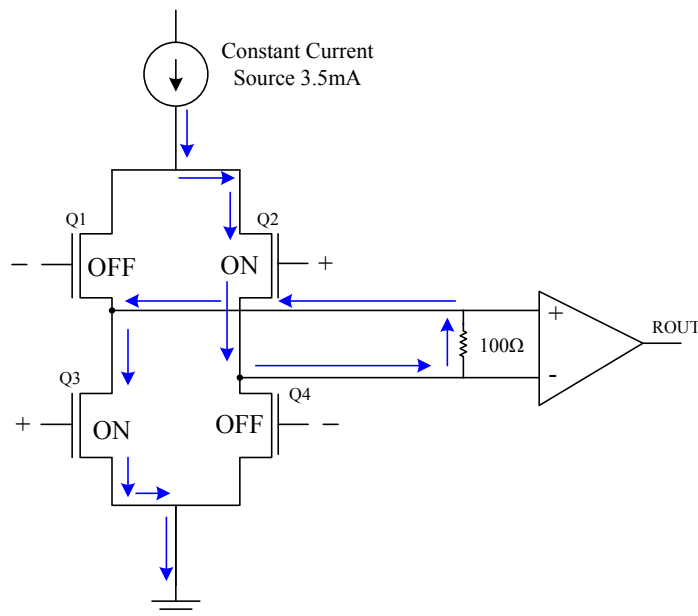 Constant Current
Source 3.5mA
Q1
Q2
− OFF
ON +
+
ROUT
100Ω
-
Q3
Q4
+ ON
OFF −